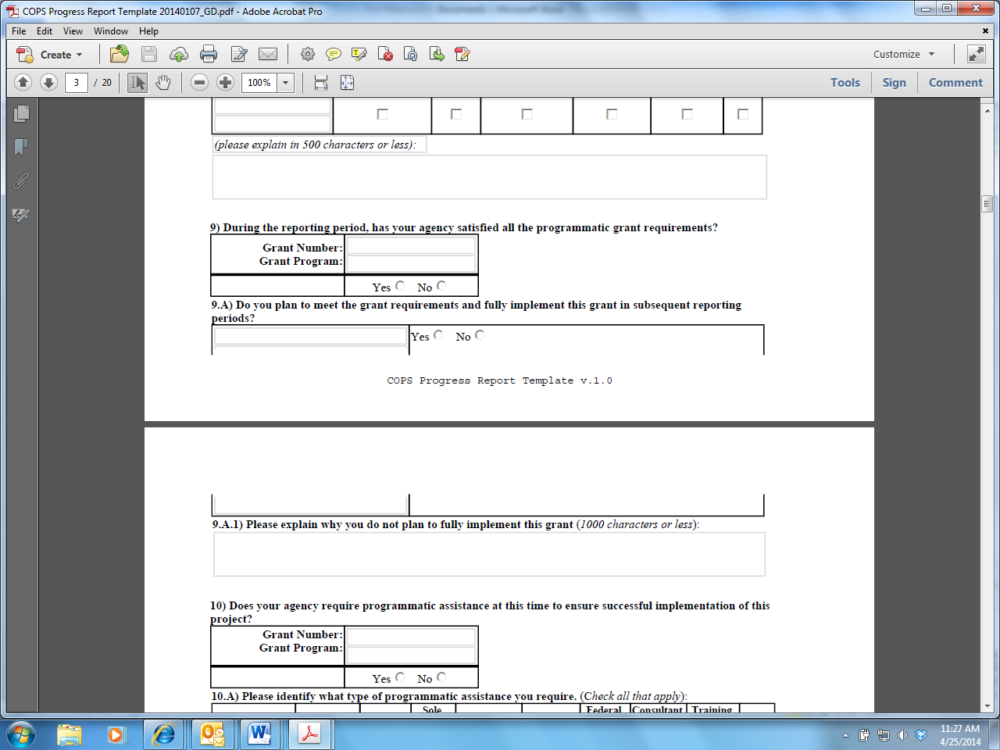 COPS Progress Report Template 20140107_GD.pdf - Adobe Acrobat Pro
File Edit View Window Help
Create
Customize
3 / 20
100%
Tools Sign Comment
(please explain in 500 characters or less):
9) During the reporting period, has your agency satisfied all the programmatic grant requirements?
Grant Number:
Grant Program:
Yes No
9.A) Do you plan to meet the grant requirements and fully implement this grant in subsequent reporting
periods?
Yes No
COPS Progress Report Template v.1.0
9.A.1) Please explain why you do not plan to fully implement this grant (1000 characters or less):
10) Does your agency require programmatic assistance at this time to ensure successful implementation of this
project?
Grant Number:
Grant Program:
Yes No
10.A) Please identify what type of programmatic assistance you require. (Check all that apply):
Sole Federal Consultant Training
11:27 AM
4/25/2014